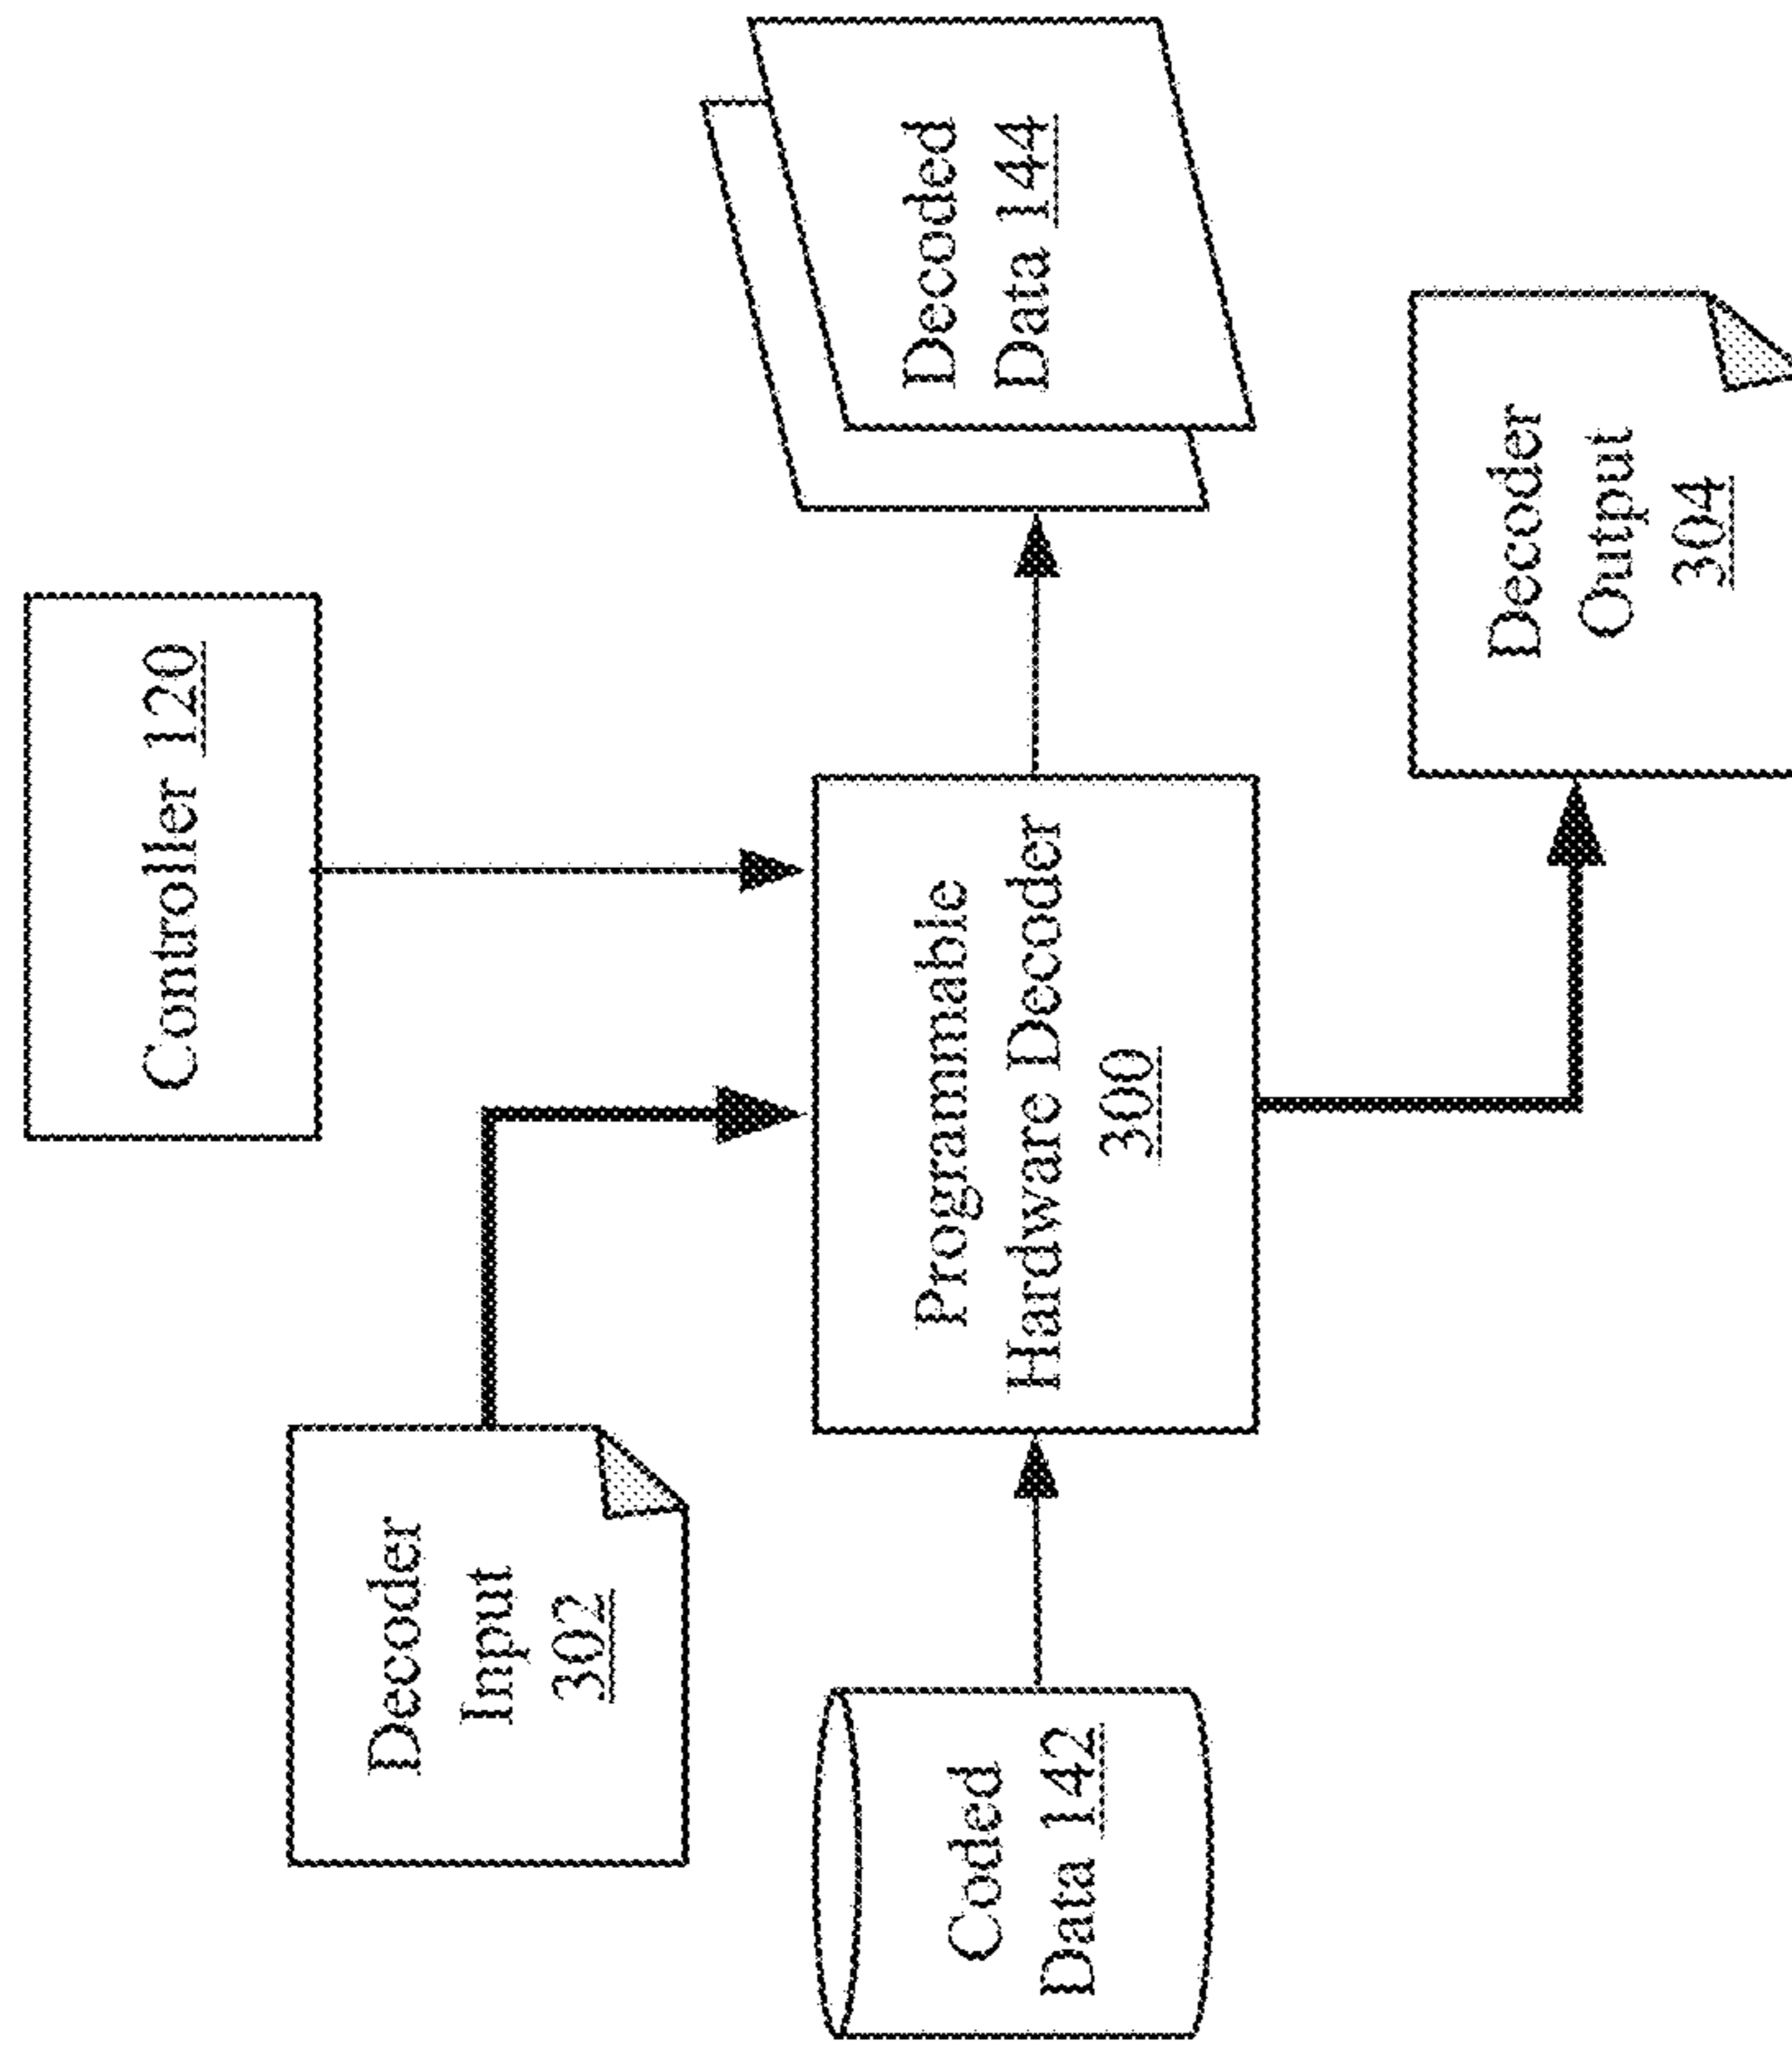 Controller 120
Decoder
Input
302
Coded
Data 142
Programmable
Hardware Decoder
300
Decoded
Data 144
Decoder
Output
304